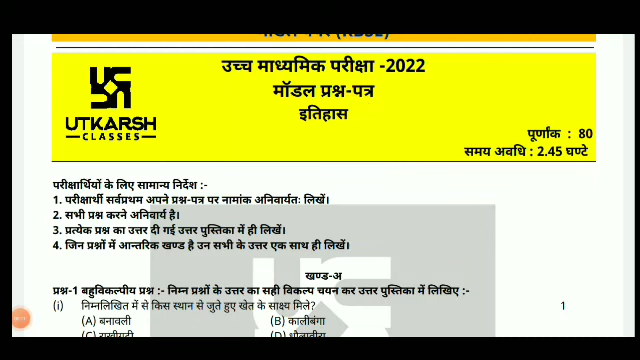 (RBSE)
उच्च माध्यमिक परीक्षा -2022
मॉडल प्रश्न-पत्र
इतिहास
UTKARSH
CLASSES
पूर्णांक : 80
समय अवधि : 2.45 घण्टे
परीक्षार्थियों के लिए सामान्य निर्देश :-
1. परीक्षार्थी सर्वप्रथम अपने प्रश्न-पत्र पर नामांक अनिवार्यतः लिखें।
2. सभी प्रश्न करने अनिवार्य है।
3. प्रत्येक प्रश्न का उत्तर दी गई उत्तर पुस्तिका में ही लिखें।
4. जिन प्रश्नों में आन्तरिक खण्ड है उन सभी के उत्तर एक साथ ही लिखें।
खण्ड-अ
प्रश्न-1 बहुविकल्पीय प्रश्न :- निम्न प्रश्नों के उत्तर का सही विकल्प चयन कर उत्तर पुस्तिका में लिखिए :-
(i) निम्नलिखित में से किस स्थान से जुते हुए खेत के साक्ष्य मिले? 1
(A) बनावली (B) कालीबंगा
(C) राखीगढ़ी (D) धौलावीरा